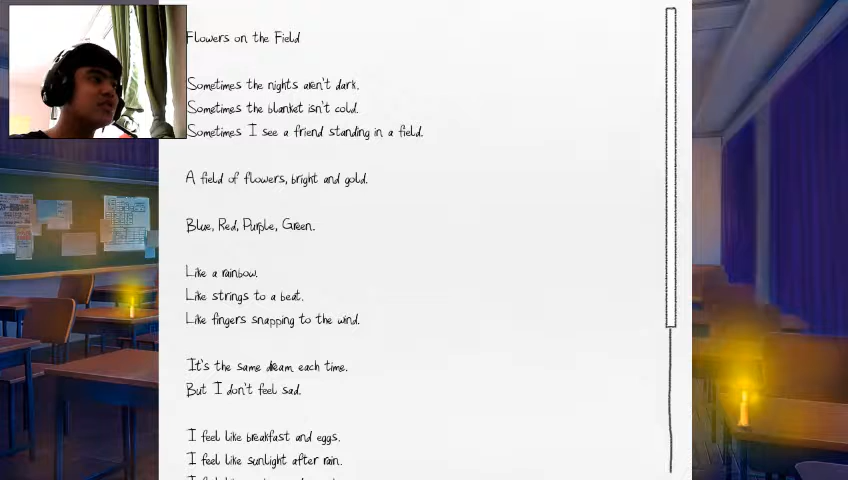 Flowers on the Field
Sometimes the nights aren't dark.
Sometimes the blanket isn't cold.
Sometimes I see a friend standing in a field.
A field of flowers, bright and gold.
Blue, Red, Purple, Green.
Like a rainbow.
Like strings to a beat.
Like fingers snapping to the wind.
It's the same dream each time.
But I don't feel sad.
I feel like breakfast and eggs.
I feel like sunlight after rain.